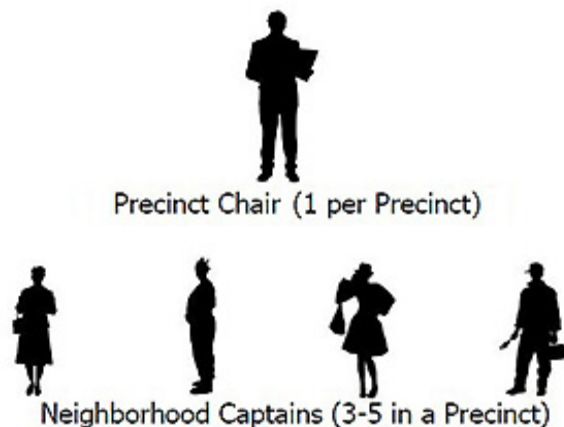 Precinct Chair (1 per Precinct)
Neighborhood Captains (3-5 in a Precinct)